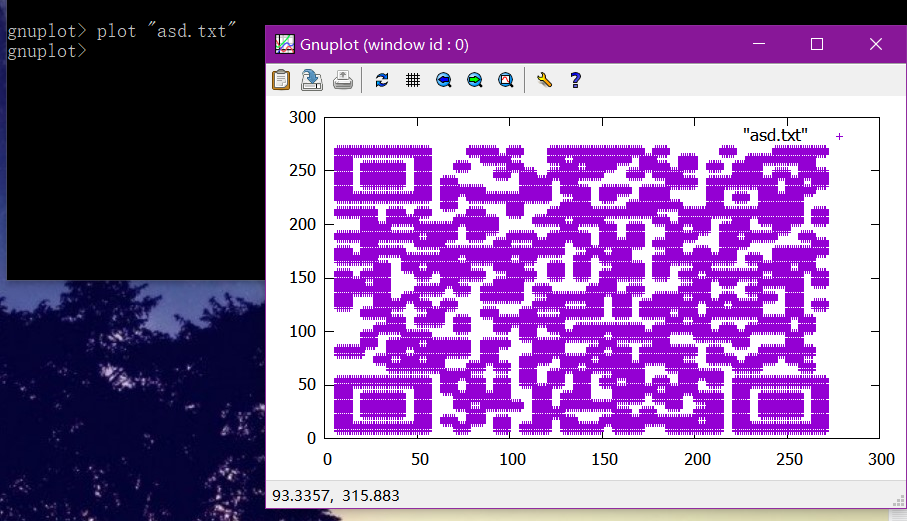 gnuplot> plot "asd.txt"
gnuplot>
Gnuplot (window id : 0)
"asd.txt"
300
250
200
150
100
50
0
0 50 100 150 200 250 300
93.3357, 315.883